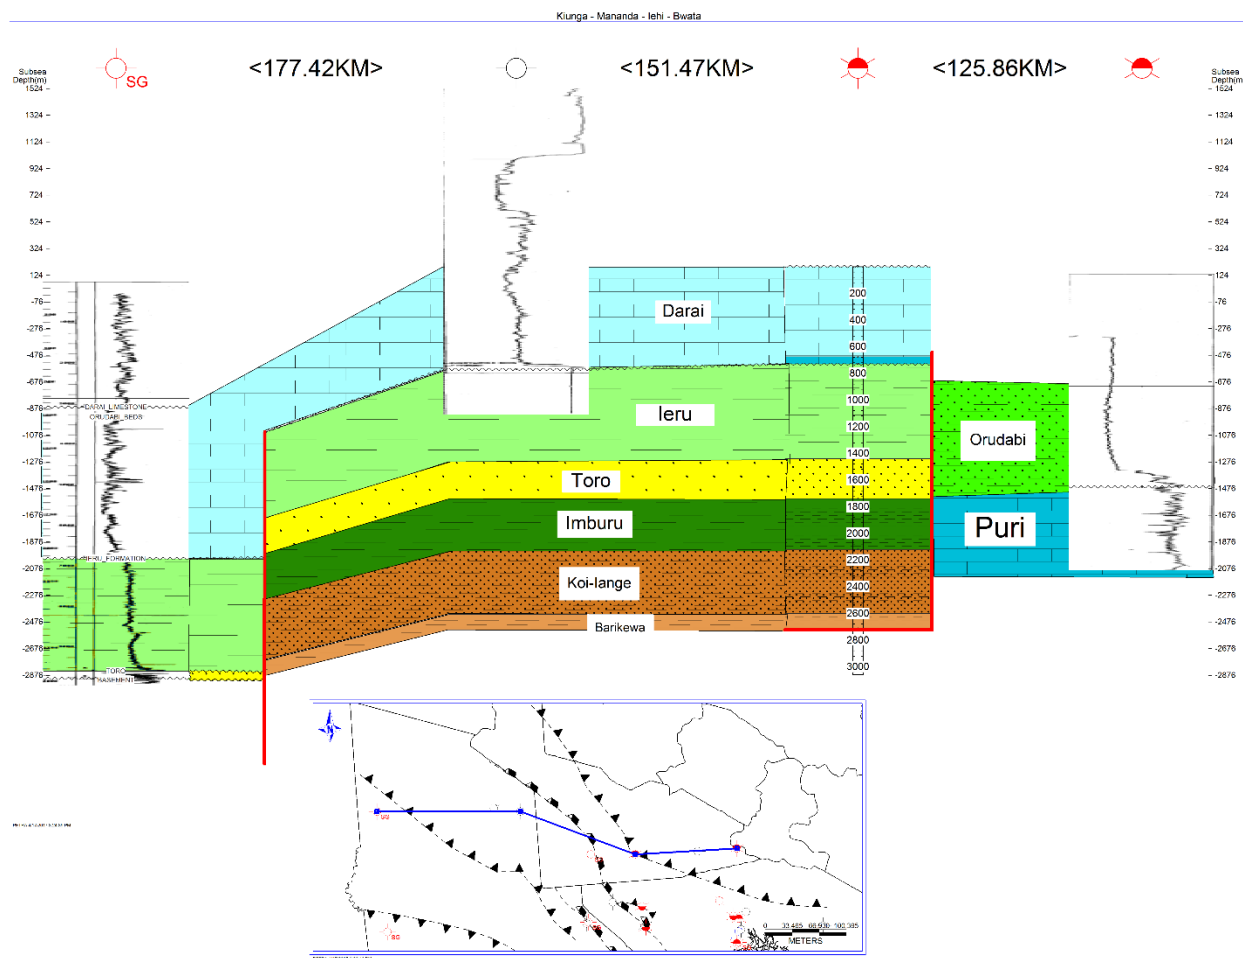 Kiunga - Mananda - Iehi - Bwata
Subsea
Depth(m)
SG
<177.42KM>
<151.47KM>
<125.86KM>
Subsea
Depth(m)
1524
1324
1124
924
724
524
324
124
-76
-276
-476
-676
-876
-1076
-1276
-1476
-1676
-1876
-2076
-2276
-2476
-2676
-2876
1524
1324
1124
924
724
524
324
124
-76
-276
-476
-676
-876
-1076
-1276
-1476
-1676
-1876
-2076
-2276
-2476
-2676
-2876
DARAI_LIMESTONE
ORUDABI_BEDS
IERU_FORMATION
TORO
BASEMENT
Darai
Ieru
Toro
Imburu
Koi-Iange
Barikewa
200
400
600
800
1000
1200
1400
1600
1800
2000
2200
2400
2600
2800
3000
Orudabi
Puri
SG
SG
METERS